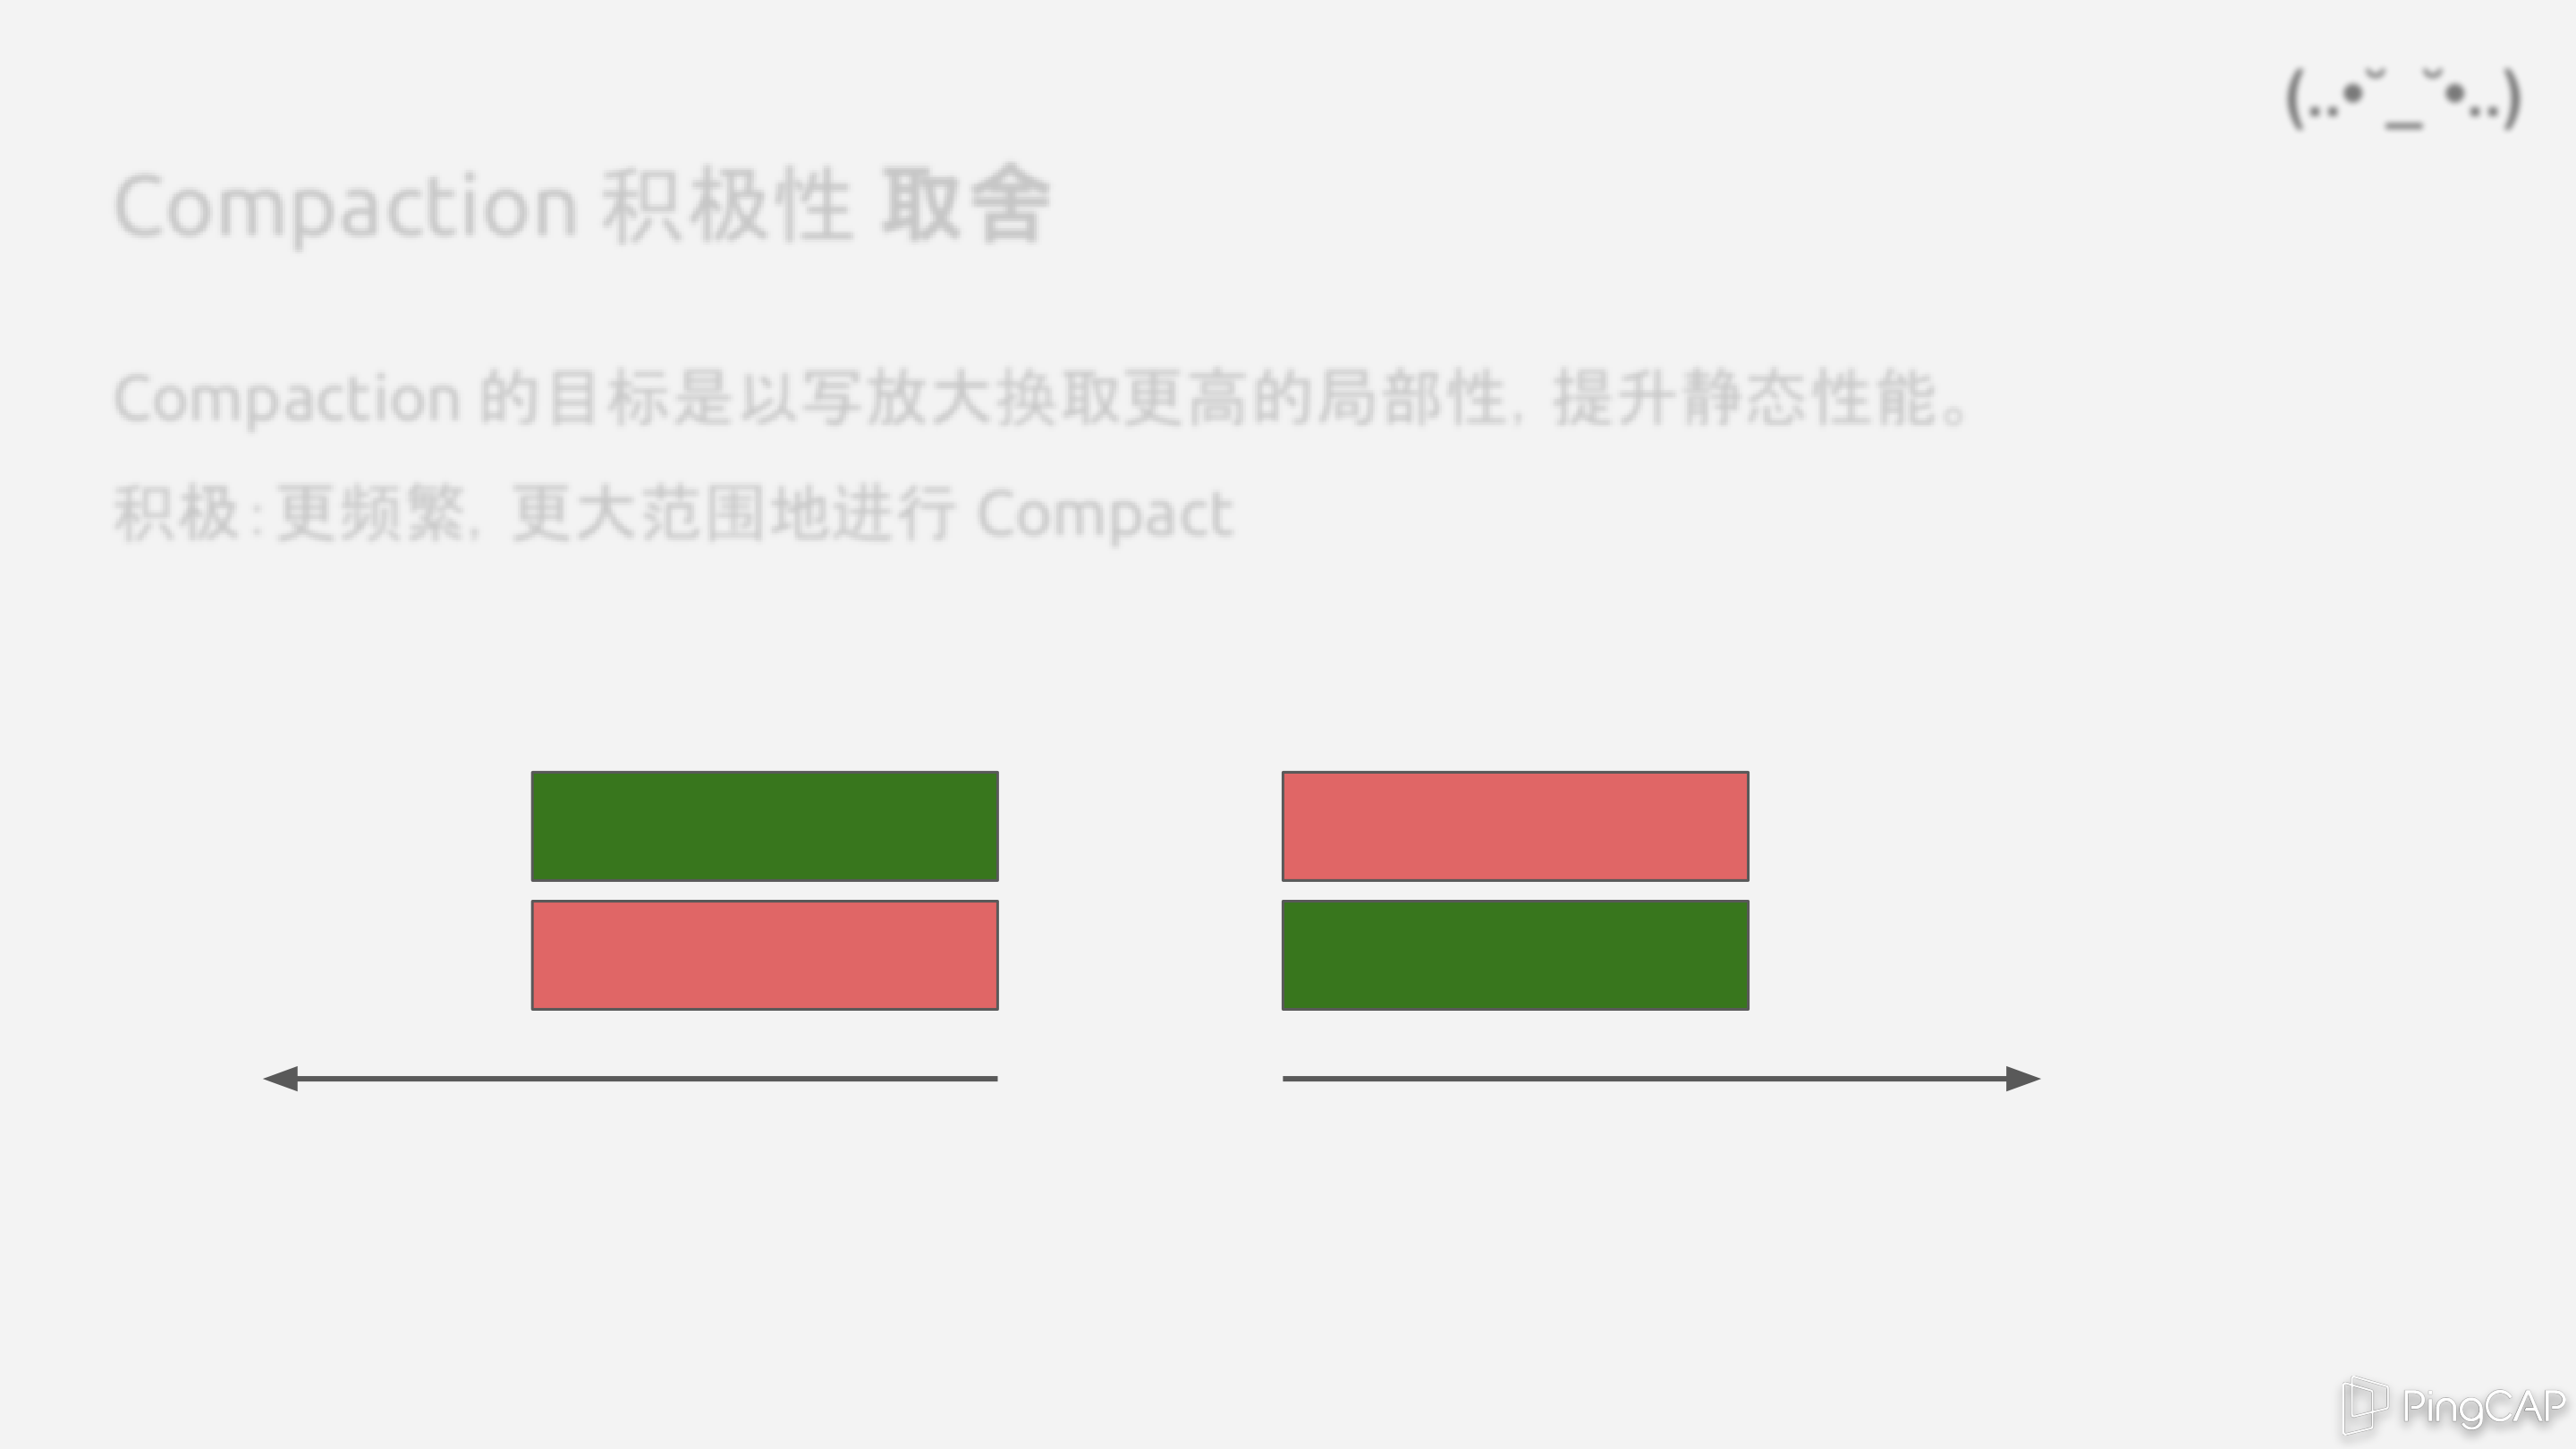 (..•˘_˘•..)
Compaction 积极性 取舍
Compaction 的目标是以写放大换取更高的局部性, 提升静态性能。
积极: 更频繁, 更大范围地进行 Compact
PingCAP